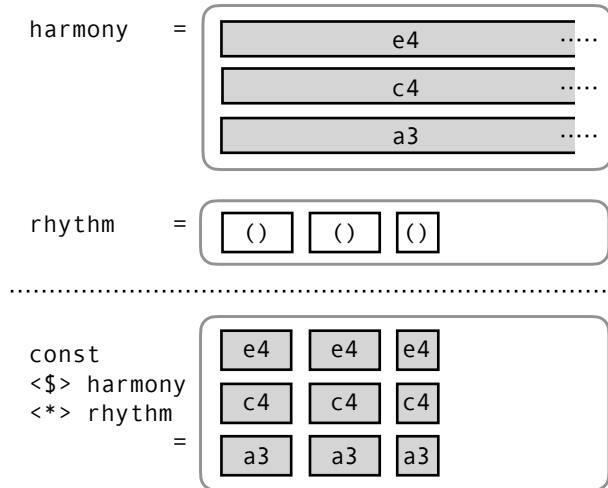 harmony =
e4 .....
c4 .....
a3 .....
rhythm =
() () ()
const
<$> harmony
<*> rhythm
=
e4 e4 e4
c4 c4 c4
a3 a3 a3